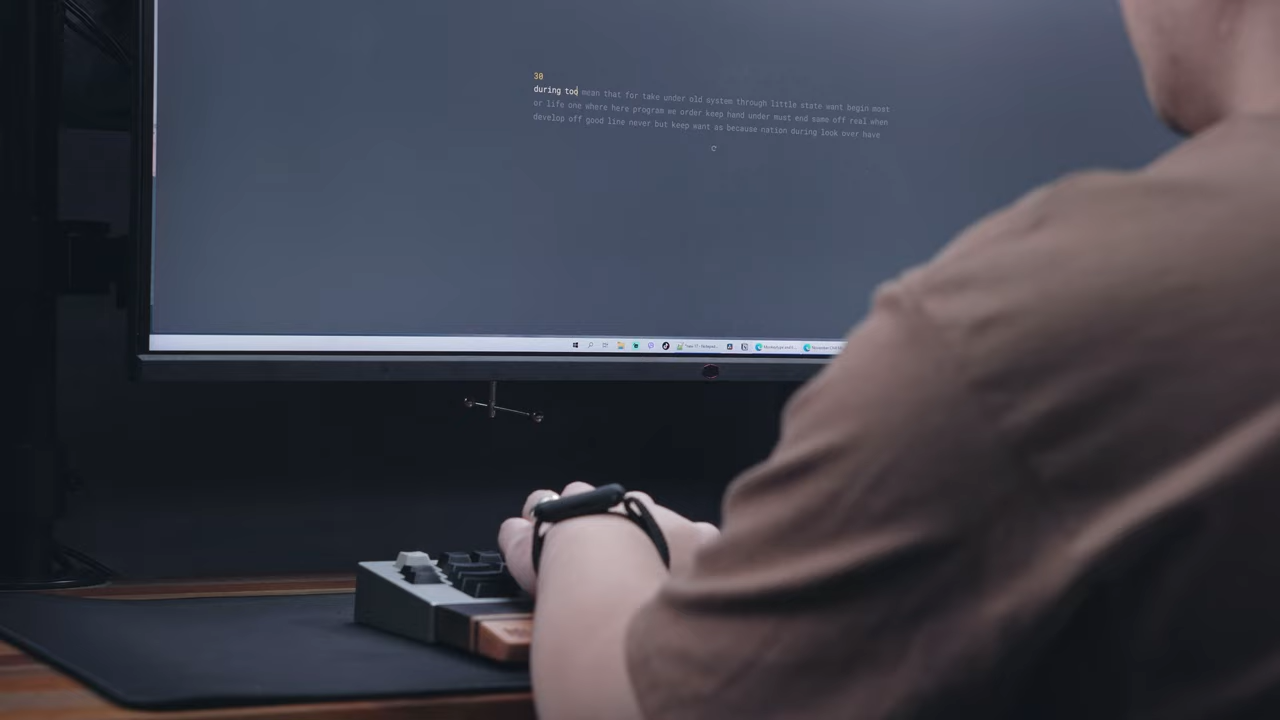 30
during too mean that for take under old system through little state want begin most
or life one where here program we order keep hand under must end same off real when
develop off good line never but keep want as because nation during look over have